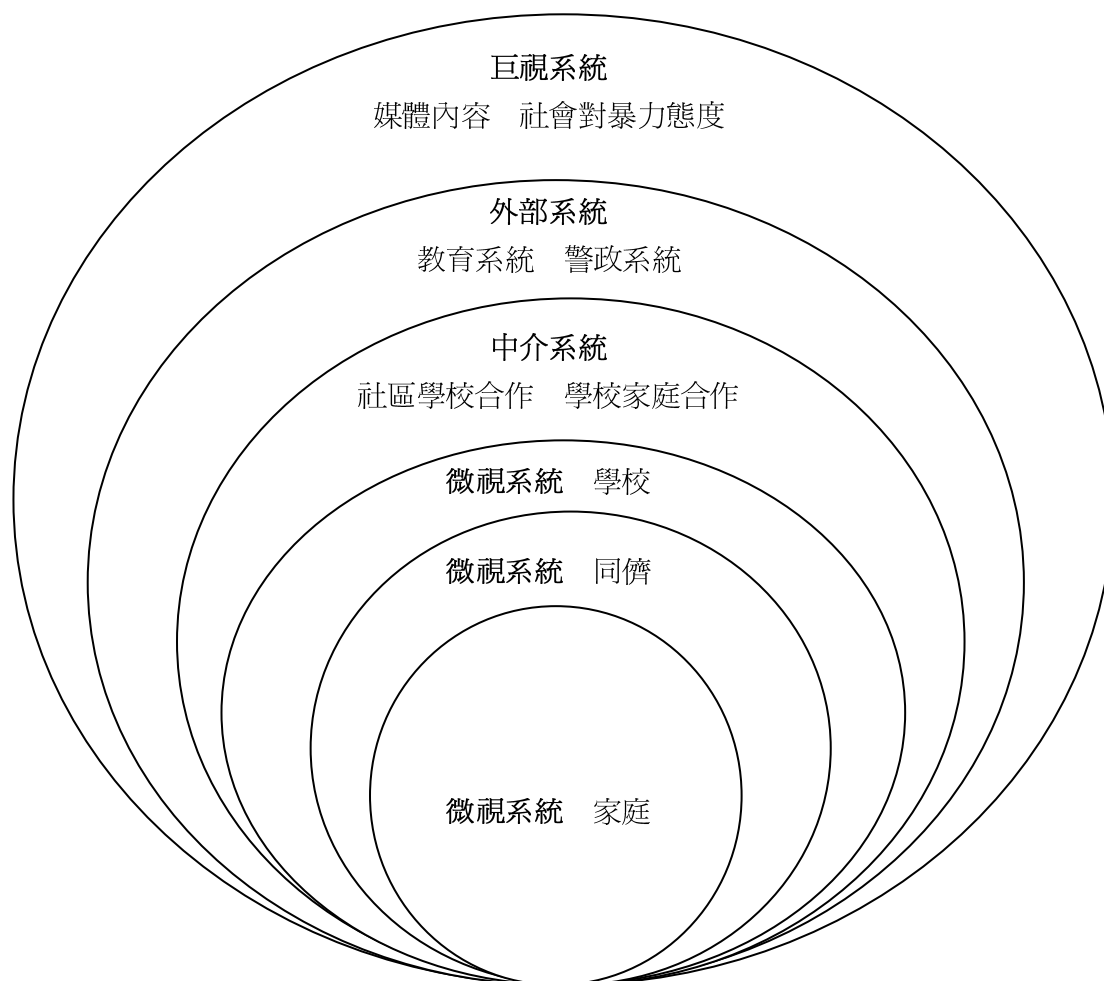 巨視系統
媒體內容　社會對暴力態度
外部系統
教育系統　警政系統
中介系統
社區學校合作　學校家庭合作
微視系統　學校
微視系統　同儕
微視系統　家庭